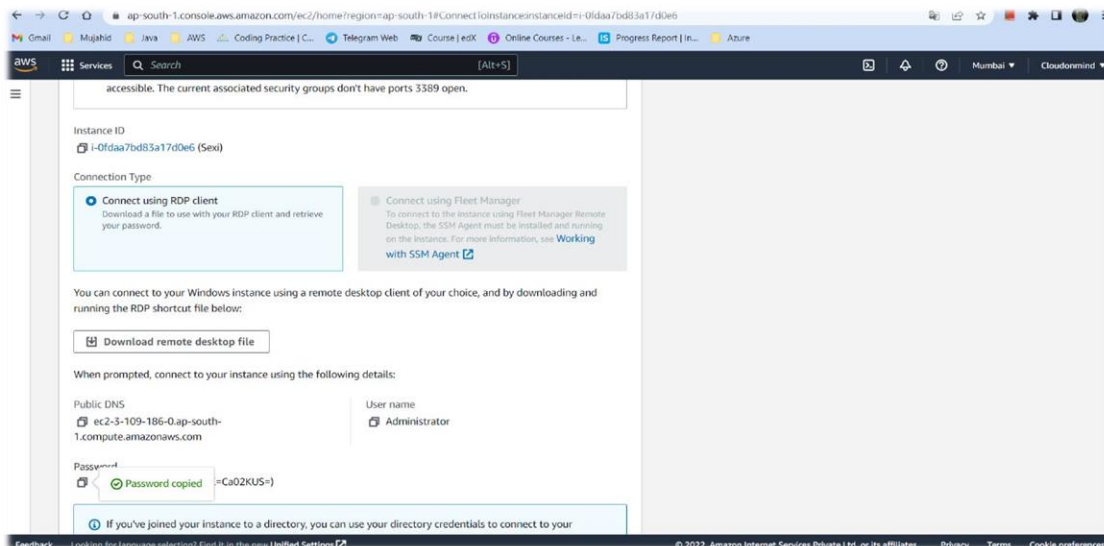 ap-south-1.console.aws.amazon.com/ec2/home?region=ap-south-1#ConnectToInstance:instanceId=i-0fdaa7bd83a17d0e6
Gmail Mujahid Java AWS Coding Practice | C... Telegram Web Course | edX Online Courses - Le... Progress Report | In... Azure
aws Services Search [Alt+S] Mumbai Cloudonmind
accessible. The current associated security groups don't have ports 3389 open.
Instance ID
i-0fdaa7bd83a17d0e6 (Sexi)
Connection Type
Connect using RDP client
Download a file to use with your RDP client and retrieve
your password.
Connect using Fleet Manager
To connect to the instance using Fleet Manager Remote
Desktop, the SSM Agent must be installed and running
on the instance. For more information, see Working
with SSM Agent
You can connect to your Windows instance using a remote desktop client of your choice, and by downloading and
running the RDP shortcut file below:
Download remote desktop file
When prompted, connect to your instance using the following details:
Public DNS
ec2-3-109-186-0.ap-south-
1.compute.amazonaws.com
User name
Administrator
Password
Password copied =Ca02KUS=)
If you've joined your instance to a directory, you can use your directory credentials to connect to your
Feedback Looking for language selection? Find it in the new Unified Settings © 2022, Amazon Internet Services Private Ltd. or its affiliates. Privacy Terms Cookie preferences